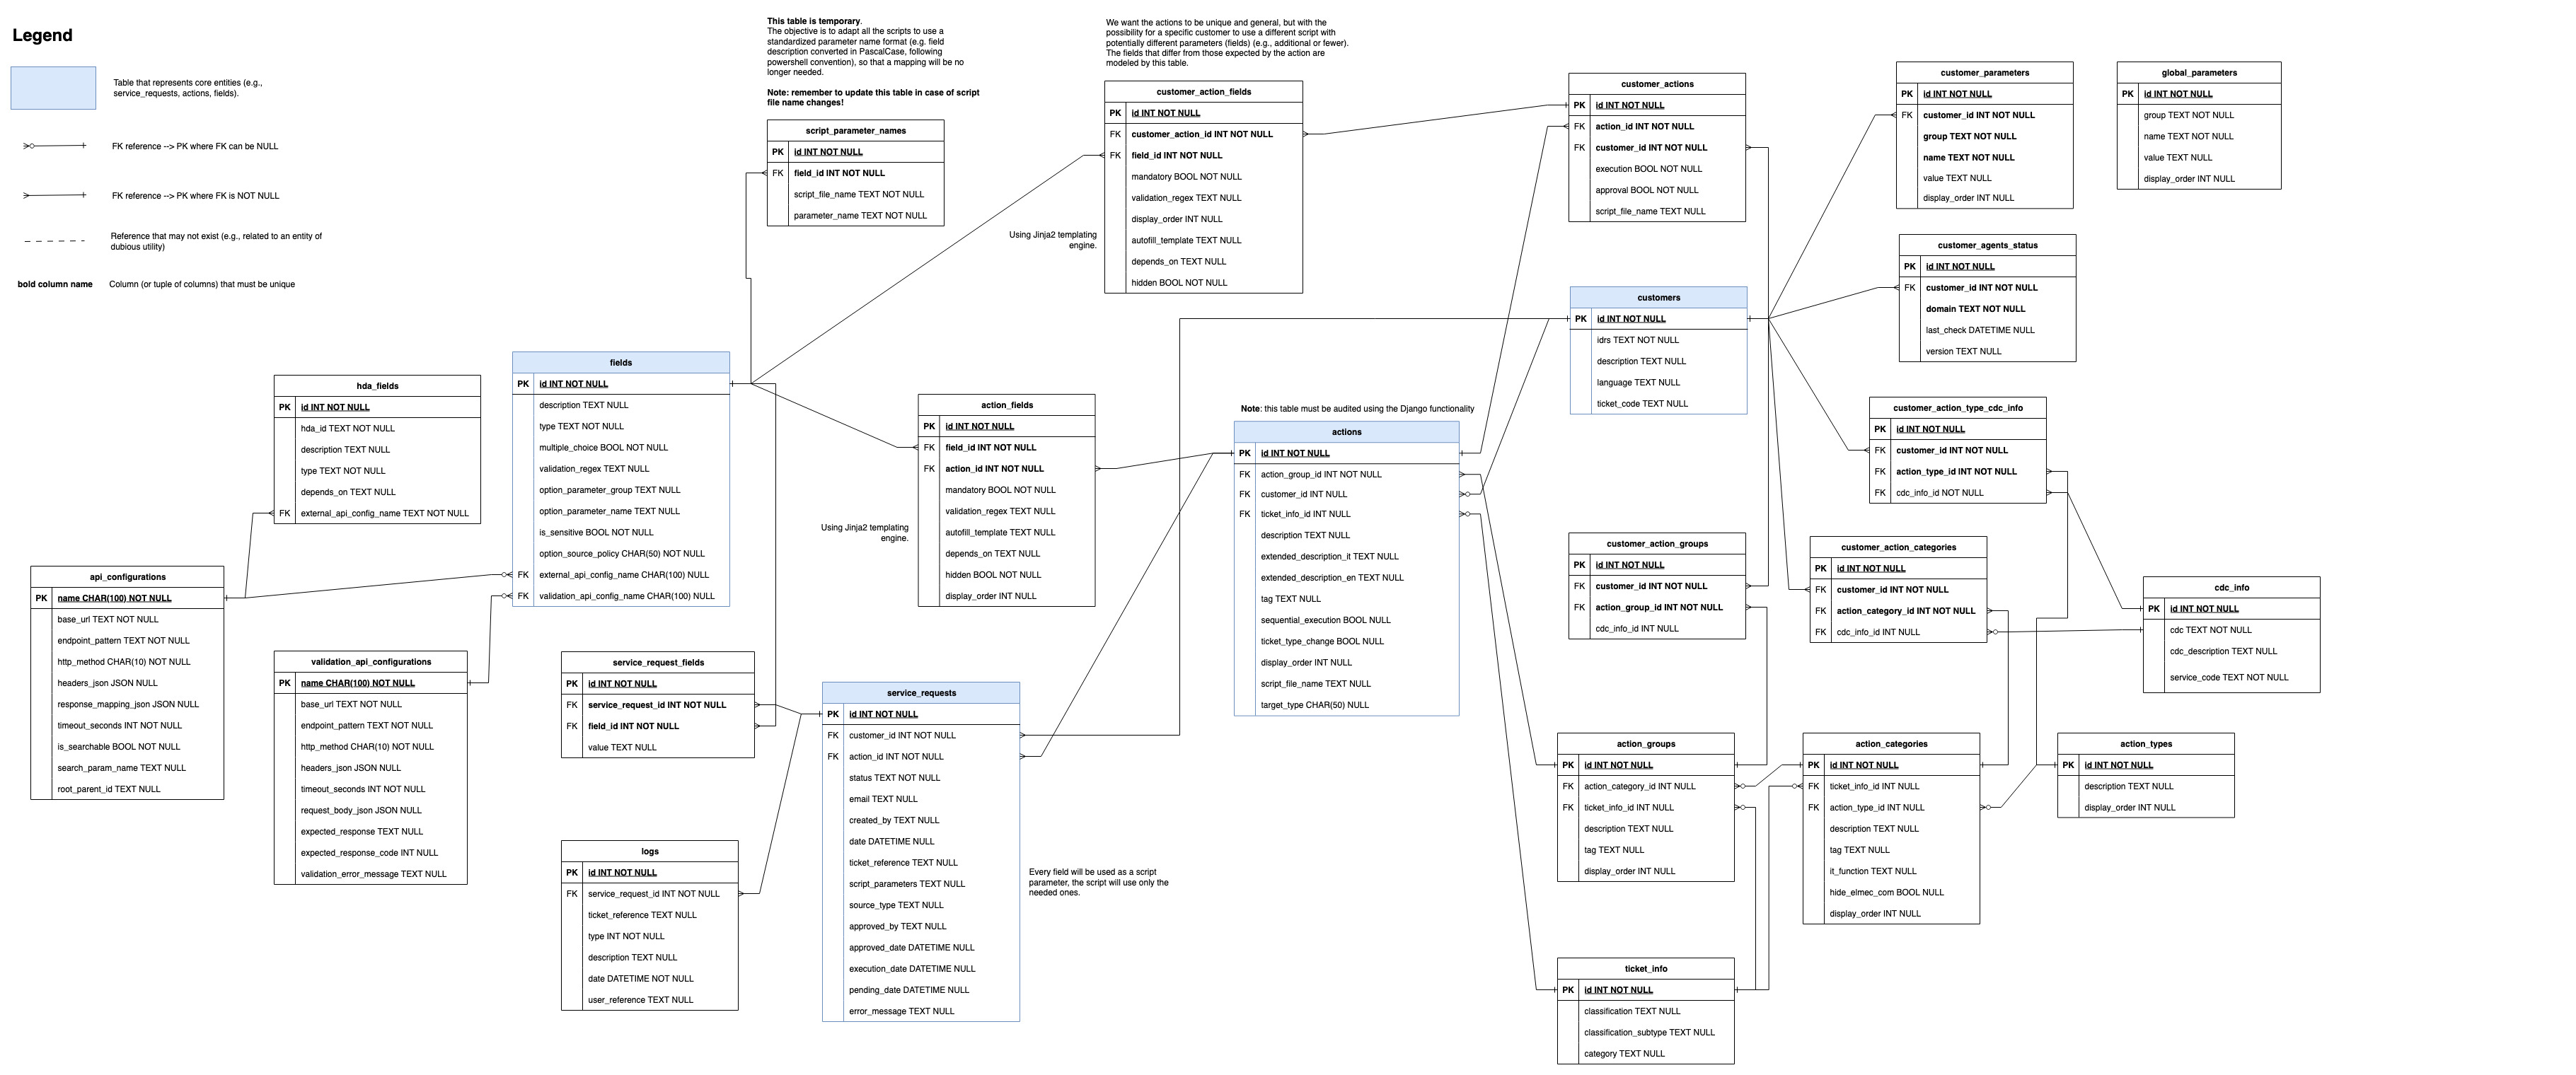 Legend
Table that represents core entities (e.g.,
service_requests, actions, fields).
FK reference --> PK where FK can be NULL
FK reference --> PK where FK is NOT NULL
Reference that may not exist (e.g., related to an entity of
dubious utility)
bold column name
Column (or tuple of columns) that must be unique
This table is temporary.
The objective is to adapt all the scripts to use a
standardized parameter name format (e.g. field
description converted in PascalCase, following
powershell convention), so that a mapping will be no
longer needed.
Note: remember to update this table in case of script
file name changes!
script_parameter_names
PK id INT NOT NULL
FK field_id INT NOT NULL
script_file_name TEXT NOT NULL
parameter_name TEXT NOT NULL
We want the actions to be unique and general, but with the
possibility for a specific customer to use a different script with
potentially different parameters (fields) (e.g., additional or fewer).
The fields that differ from those expected by the action are
modeled by this table.
customer_action_fields
PK id INT NOT NULL
FK customer_action_id INT NOT NULL
FK field_id INT NOT NULL
mandatory BOOL NOT NULL
validation_regex TEXT NULL
display_order INT NULL
autofill_template TEXT NULL
depends_on TEXT NULL
hidden BOOL NOT NULL
Using Jinja2 templating
engine.
customer_actions
PK id INT NOT NULL
FK action_id INT NOT NULL
FK customer_id INT NOT NULL
execution BOOL NOT NULL
approval BOOL NOT NULL
script_file_name TEXT NULL
customer_parameters
PK id INT NOT NULL
FK customer_id INT NOT NULL
group TEXT NOT NULL
name TEXT NOT NULL
value TEXT NULL
display_order INT NULL
global_parameters
PK id INT NOT NULL
group TEXT NOT NULL
name TEXT NOT NULL
value TEXT NULL
display_order INT NULL
customer_agents_status
PK id INT NOT NULL
FK customer_id INT NOT NULL
domain TEXT NOT NULL
last_check DATETIME NULL
version TEXT NULL
customers
PK id INT NOT NULL
idrs TEXT NOT NULL
description TEXT NULL
language TEXT NULL
ticket_code TEXT NULL
customer_action_type_cdc_info
PK id INT NOT NULL
FK customer_id INT NOT NULL
FK action_type_id INT NOT NULL
FK cdc_info_id NOT NULL
hda_fields
PK id INT NOT NULL
hda_id TEXT NOT NULL
description TEXT NULL
type TEXT NOT NULL
depends_on TEXT NULL
FK external_api_config_name TEXT NOT NULL
fields
PK id INT NOT NULL
description TEXT NULL
type TEXT NOT NULL
multiple_choice BOOL NOT NULL
validation_regex TEXT NULL
option_parameter_group TEXT NULL
option_parameter_name TEXT NULL
is_sensitive BOOL NOT NULL
option_source_policy CHAR(50) NOT NULL
FK external_api_config_name CHAR(100) NULL
FK validation_api_config_name CHAR(100) NULL
action_fields
PK id INT NOT NULL
FK field_id INT NOT NULL
FK action_id INT NOT NULL
mandatory BOOL NOT NULL
validation_regex TEXT NULL
autofill_template TEXT NULL
depends_on TEXT NULL
hidden BOOL NOT NULL
display_order INT NULL
Using Jinja2 templating
engine.
Note: this table must be audited using the Django functionality
actions
PK id INT NOT NULL
FK action_group_id INT NOT NULL
FK customer_id INT NULL
FK ticket_info_id INT NULL
description TEXT NULL
extended_description_it TEXT NULL
extended_description_en TEXT NULL
tag TEXT NULL
sequential_execution BOOL NULL
ticket_type_change BOOL NULL
display_order INT NULL
script_file_name TEXT NULL
target_type CHAR(50) NULL
customer_action_groups
PK id INT NOT NULL
FK customer_id INT NOT NULL
FK action_group_id INT NOT NULL
cdc_info_id INT NULL
customer_action_categories
PK id INT NOT NULL
FK customer_id INT NOT NULL
FK action_category_id INT NOT NULL
FK cdc_info_id INT NULL
cdc_info
PK id INT NOT NULL
cdc TEXT NOT NULL
cdc_description TEXT NULL
service_code TEXT NOT NULL
api_configurations
PK name CHAR(100) NOT NULL
base_url TEXT NOT NULL
endpoint_pattern TEXT NOT NULL
http_method CHAR(10) NOT NULL
headers_json JSON NULL
response_mapping_json JSON NULL
timeout_seconds INT NOT NULL
is_searchable BOOL NOT NULL
search_param_name TEXT NULL
root_parent_id TEXT NULL
validation_api_configurations
PK name CHAR(100) NOT NULL
base_url TEXT NOT NULL
endpoint_pattern TEXT NOT NULL
http_method CHAR(10) NOT NULL
headers_json JSON NULL
timeout_seconds INT NOT NULL
request_body_json JSON NULL
expected_response TEXT NULL
expected_response_code INT NULL
validation_error_message TEXT NULL
service_request_fields
PK id INT NOT NULL
FK service_request_id INT NOT NULL
FK field_id INT NOT NULL
value TEXT NULL
service_requests
PK id INT NOT NULL
FK customer_id INT NOT NULL
FK action_id INT NOT NULL
status TEXT NOT NULL
email TEXT NULL
created_by TEXT NULL
date DATETIME NULL
ticket_reference TEXT NULL
script_parameters TEXT NULL
source_type TEXT NULL
approved_by TEXT NULL
approved_date DATETIME NULL
execution_date DATETIME NULL
pending_date DATETIME NULL
error_message TEXT NULL
Every field will be used as a script
parameter, the script will use only the
needed ones.
logs
PK id INT NOT NULL
FK service_request_id INT NOT NULL
ticket_reference TEXT NULL
type INT NOT NULL
description TEXT NULL
date DATETIME NOT NULL
user_reference TEXT NULL
action_groups
PK id INT NOT NULL
FK action_category_id INT NULL
FK ticket_info_id INT NULL
description TEXT NULL
tag TEXT NULL
display_order INT NULL
action_categories
PK id INT NOT NULL
FK ticket_info_id INT NULL
FK action_type_id INT NULL
description TEXT NULL
tag TEXT NULL
it_function TEXT NULL
hide_elmec_com BOOL NULL
display_order INT NULL
action_types
PK id INT NOT NULL
description TEXT NULL
display_order INT NULL
ticket_info
PK id INT NOT NULL
classification TEXT NULL
classification_subtype TEXT NULL
category TEXT NULL